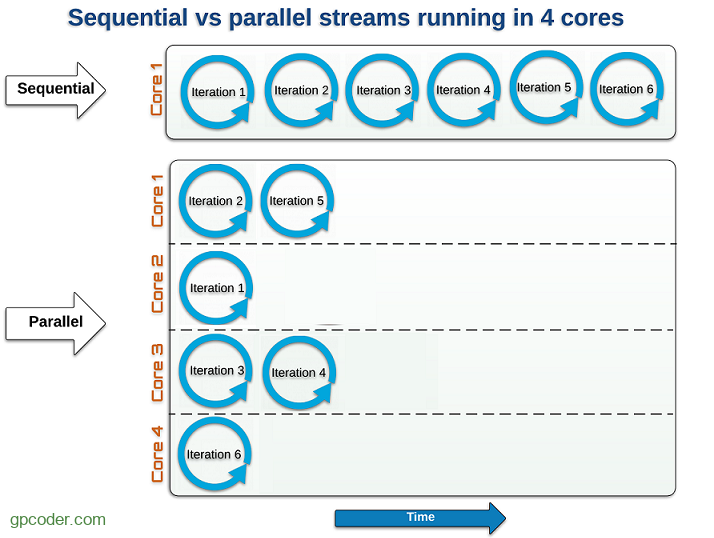 Sequential vs parallel streams running in 4 cores
Sequential
Core 1
Iteration 1
Iteration 2
Iteration 3
Iteration 4
Iteration 5
Iteration 6
Parallel
Core 1
Iteration 2
Iteration 5
Core 2
Iteration 1
Core 3
Iteration 3
Iteration 4
Core 4
Iteration 6
Time
gpcoder.com